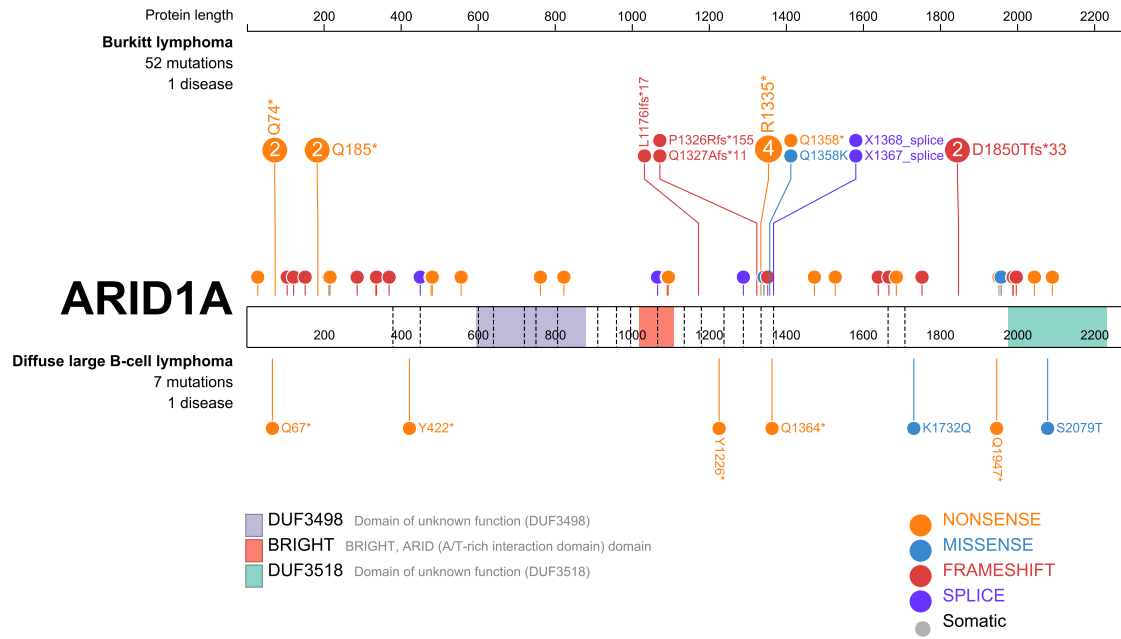 Protein length
200 400 600 800 1000 1200 1400 1600 1800 2000 2200
Burkitt lymphoma
52 mutations
1 disease
Q74*
2
2
Q185*
L1176Ifs*17
P1326Rfs*155
Q1327Afs*11
R1335*
4
Q1358*
Q1358K
X1368_splice
X1367_splice
2
D1850Tfs*33
ARID1A
200 400 600 800 1000 1200 1400 1600 1800 2000 2200
Diffuse large B-cell lymphoma
7 mutations
1 disease
Q67*
Y422*
Y1226*
Q1364*
K1732Q
Q1947*
S2079T
DUF3498 Domain of unknown function (DUF3498)
BRIGHT BRIGHT, ARID (A/T-rich interaction domain) domain
DUF3518 Domain of unknown function (DUF3518)
NONSENSE
MISSENSE
FRAMESHIFT
SPLICE
Somatic